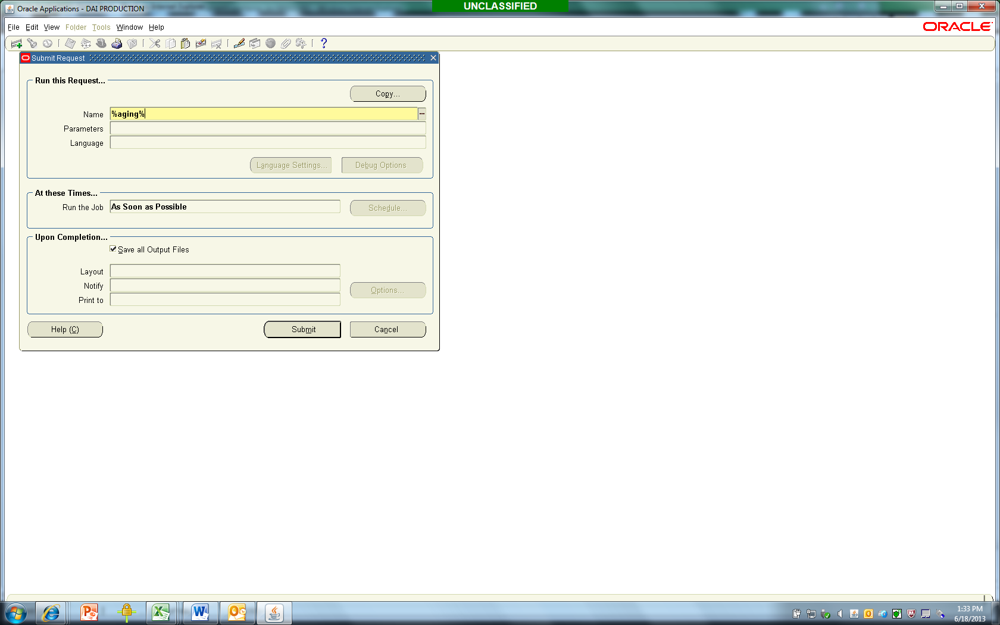 UNCLASSIFIED
Oracle Applications - DAI PRODUCTION
File Edit View Folder Tools Window Help
ORACLE
Submit Request
Run this Request...
Copy...
Name %aging%
Parameters
Language
Language Settings... Debug Options
At these Times...
Run the Job As Soon as Possible Schedule...
Upon Completion...
Save all Output Files
Layout
Notify
Options...
Print to
Help (C) Submit Cancel
1:33 PM
6/18/2013